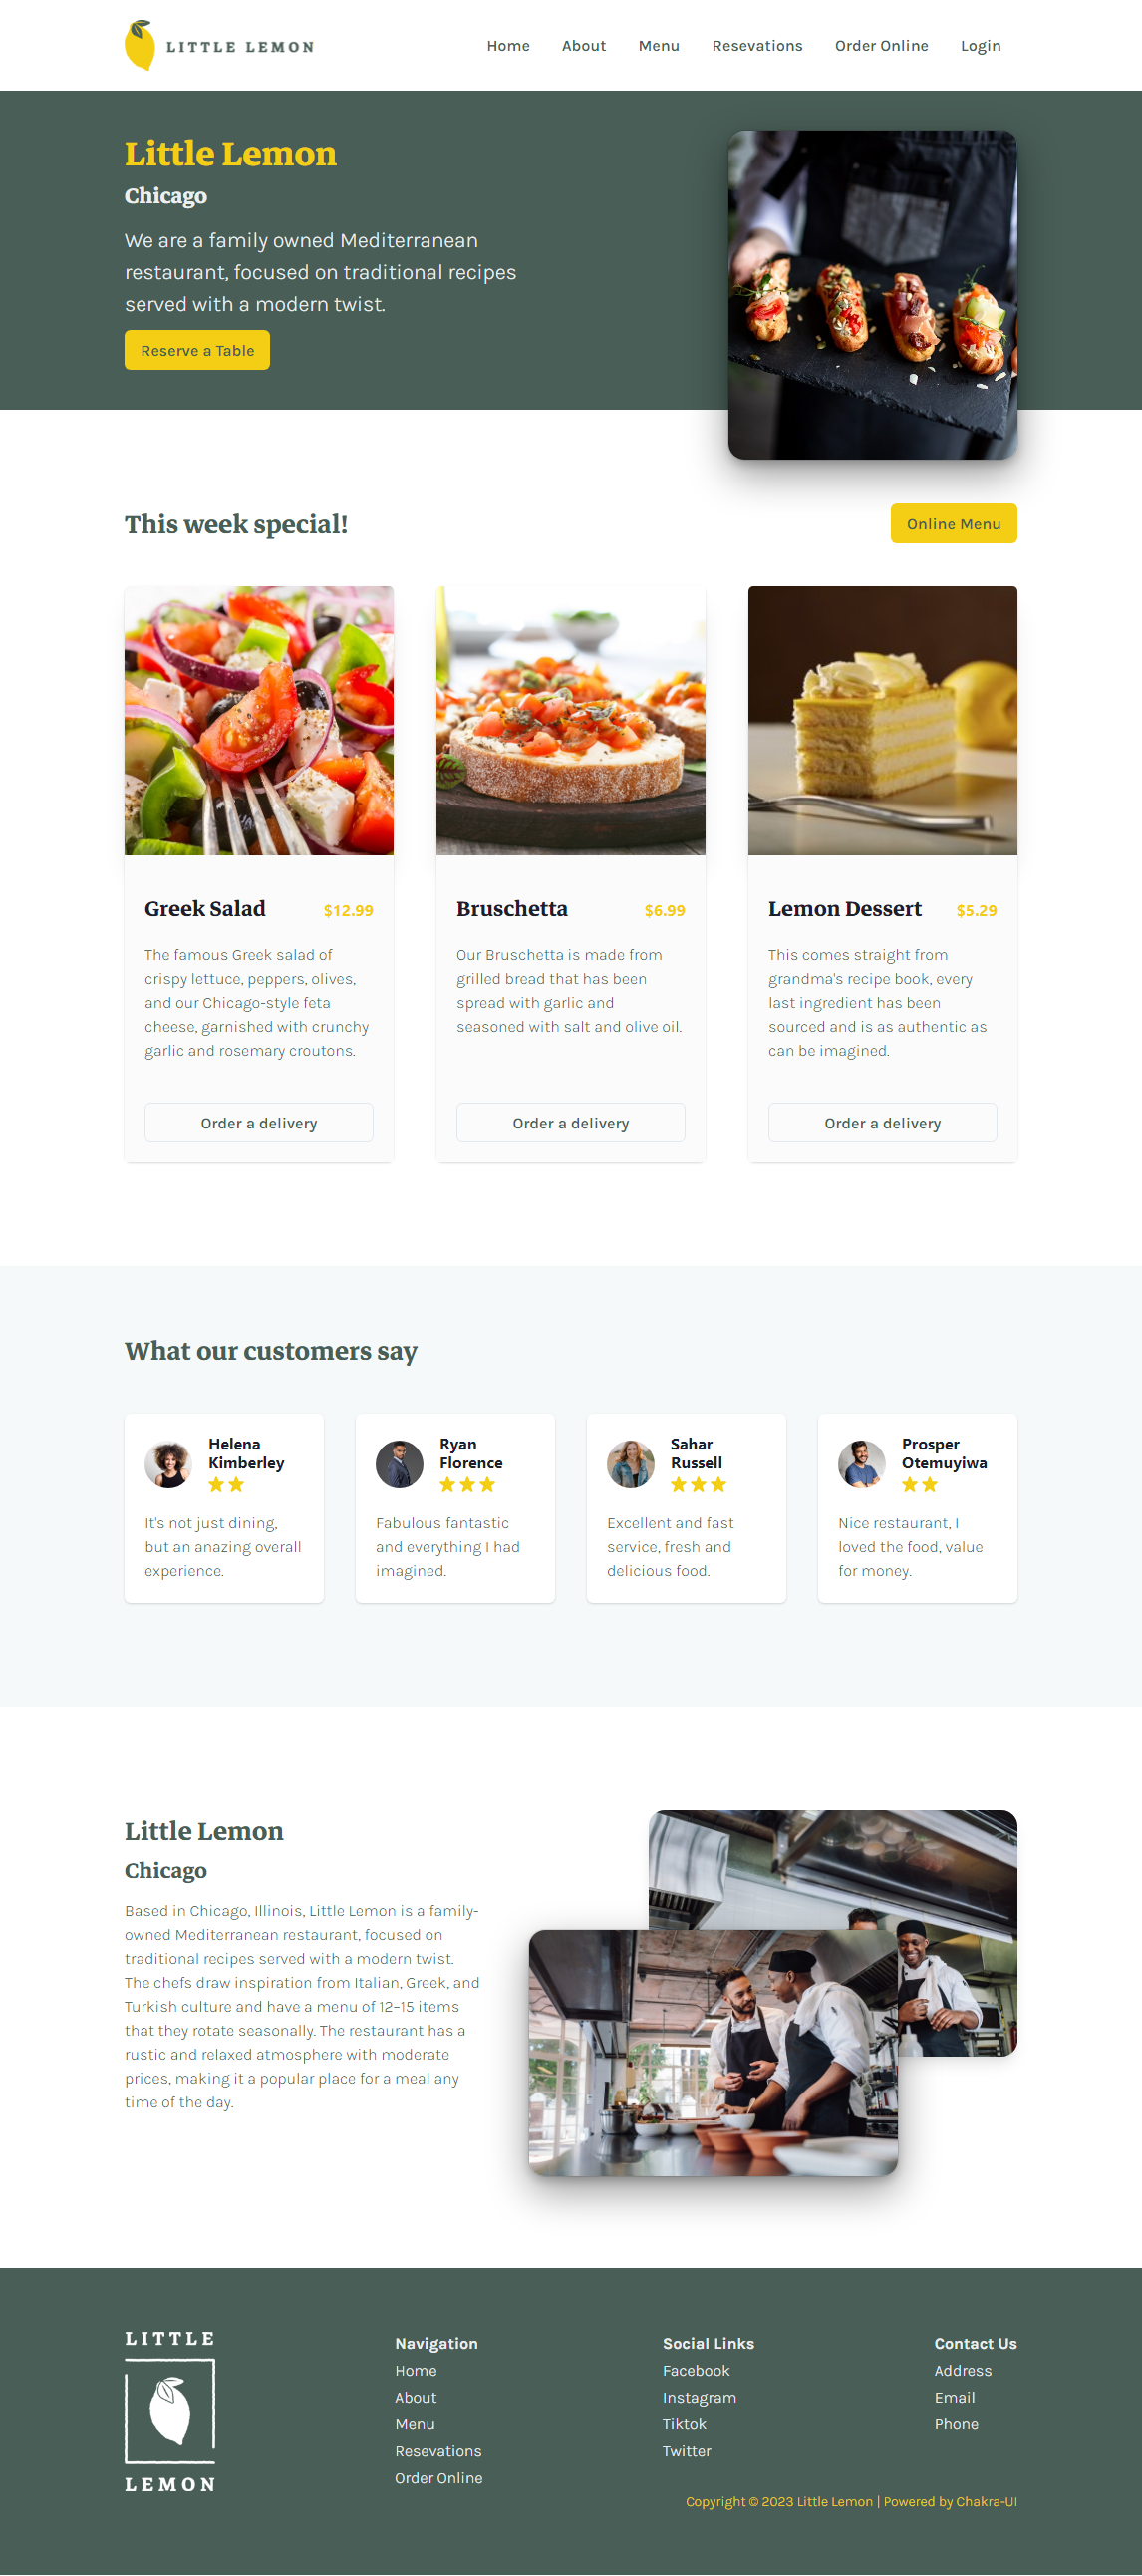 LITTLE LEMON
Home About Menu Resevations Order Online Login
Little Lemon
Chicago
We are a family owned Mediterranean
restaurant, focused on traditional recipes
served with a modern twist.
Reserve a Table
This week special!
Online Menu
Greek Salad $12.99
The famous Greek salad of
crispy lettuce, peppers, olives,
and our Chicago-style feta
cheese, garnished with crunchy
garlic and rosemary croutons.
Order a delivery
Bruschetta $6.99
Our Bruschetta is made from
grilled bread that has been
spread with garlic and
seasoned with salt and olive oil.
Order a delivery
Lemon Dessert $5.29
This comes straight from
grandma's recipe book, every
last ingredient has been
sourced and is as authentic as
can be imagined.
Order a delivery
What our customers say
Helena
Kimberley
It's not just dining,
but an anazing overall
experience.
Ryan
Florence
Fabulous fantastic
and everything I had
imagined.
Sahar
Russell
Excellent and fast
service, fresh and
delicious food.
Prosper
Otemuyiwa
Nice restaurant, I
loved the food, value
for money.
Little Lemon
Chicago
Based in Chicago, Illinois, Little Lemon is a family-
owned Mediterranean restaurant, focused on
traditional recipes served with a modern twist.
The chefs draw inspiration from Italian, Greek, and
Turkish culture and have a menu of 12–15 items
that they rotate seasonally. The restaurant has a
rustic and relaxed atmosphere with moderate
prices, making it a popular place for a meal any
time of the day.
LITTLE
LEMON
Navigation
Home
About
Menu
Resevations
Order Online
Social Links
Facebook
Instagram
Tiktok
Twitter
Contact Us
Address
Email
Phone
Copyright © 2023 Little Lemon | Powered by Chakra-UI